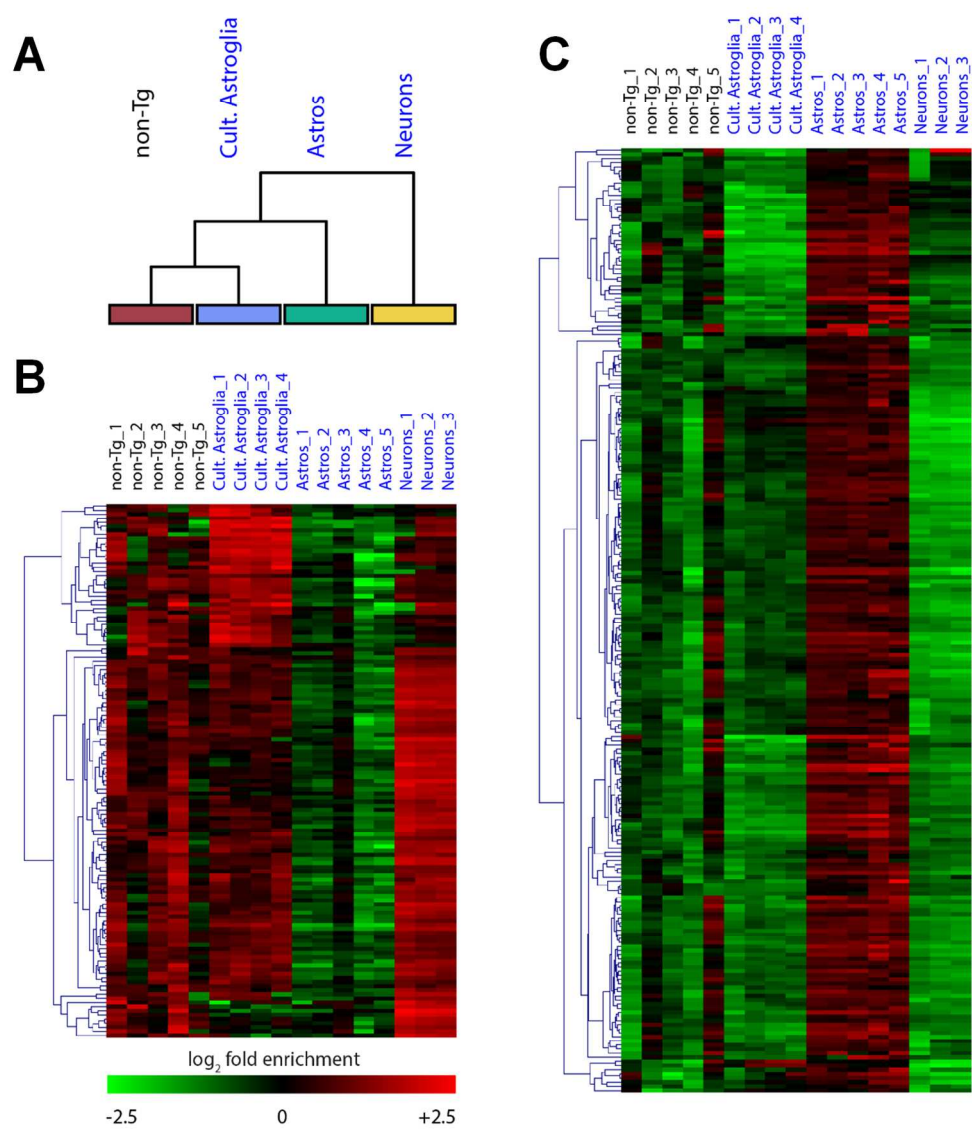 A
non-Tg
Cult. Astroglia
Astros
Neurons
B
non-Tg_1
non-Tg_2
non-Tg_3
non-Tg_4
non-Tg_5
Cult. Astroglia_1
Cult. Astroglia_2
Cult. Astroglia_3
Cult. Astroglia_4
Astros_1
Astros_2
Astros_3
Astros_4
Astros_5
Neurons_1
Neurons_2
Neurons_3
log2 fold enrichment
-2.5 0 +2.5
C
non-Tg_1
non-Tg_2
non-Tg_3
non-Tg_4
non-Tg_5
Cult. Astroglia_1
Cult. Astroglia_2
Cult. Astroglia_3
Cult. Astroglia_4
Astros_1
Astros_2
Astros_3
Astros_4
Astros_5
Neurons_1
Neurons_2
Neurons_3